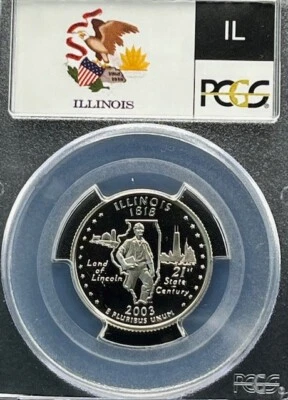 IL
ILLINOIS
PCGS
ILLINOIS
1818
Land of
Lincoln
21st
State
Century
2003
E PLURIBUS UNUM
PCGS